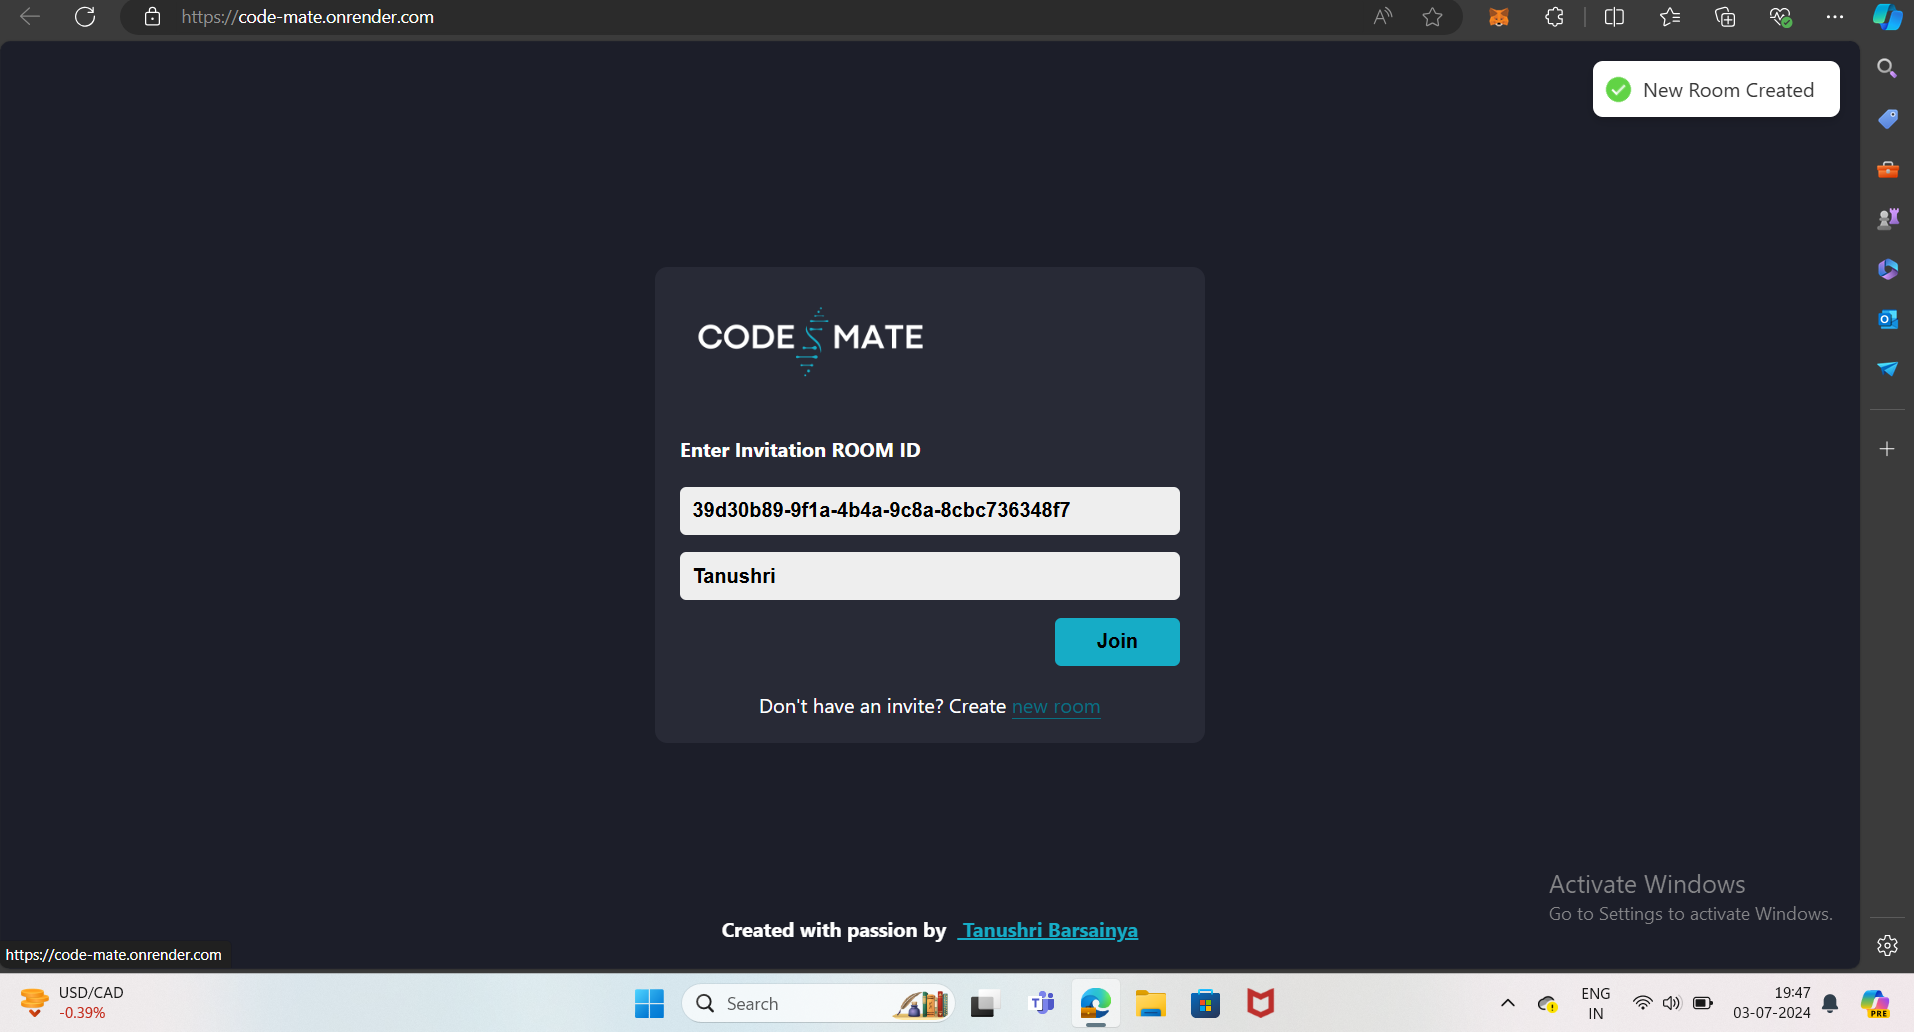 https://code-mate.onrender.com
New Room Created
CODE MATE
Enter Invitation ROOM ID
39d30b89-9f1a-4b4a-9c8a-8cbc736348f7
Tanushri
Join
Don't have an invite? Create new room
Activate Windows
Go to Settings to activate Windows.
Created with passion by Tanushri Barsainya
https://code-mate.onrender.com
USD/CAD
-0.39%
Search
ENG
IN
19:47
03-07-2024
PRE